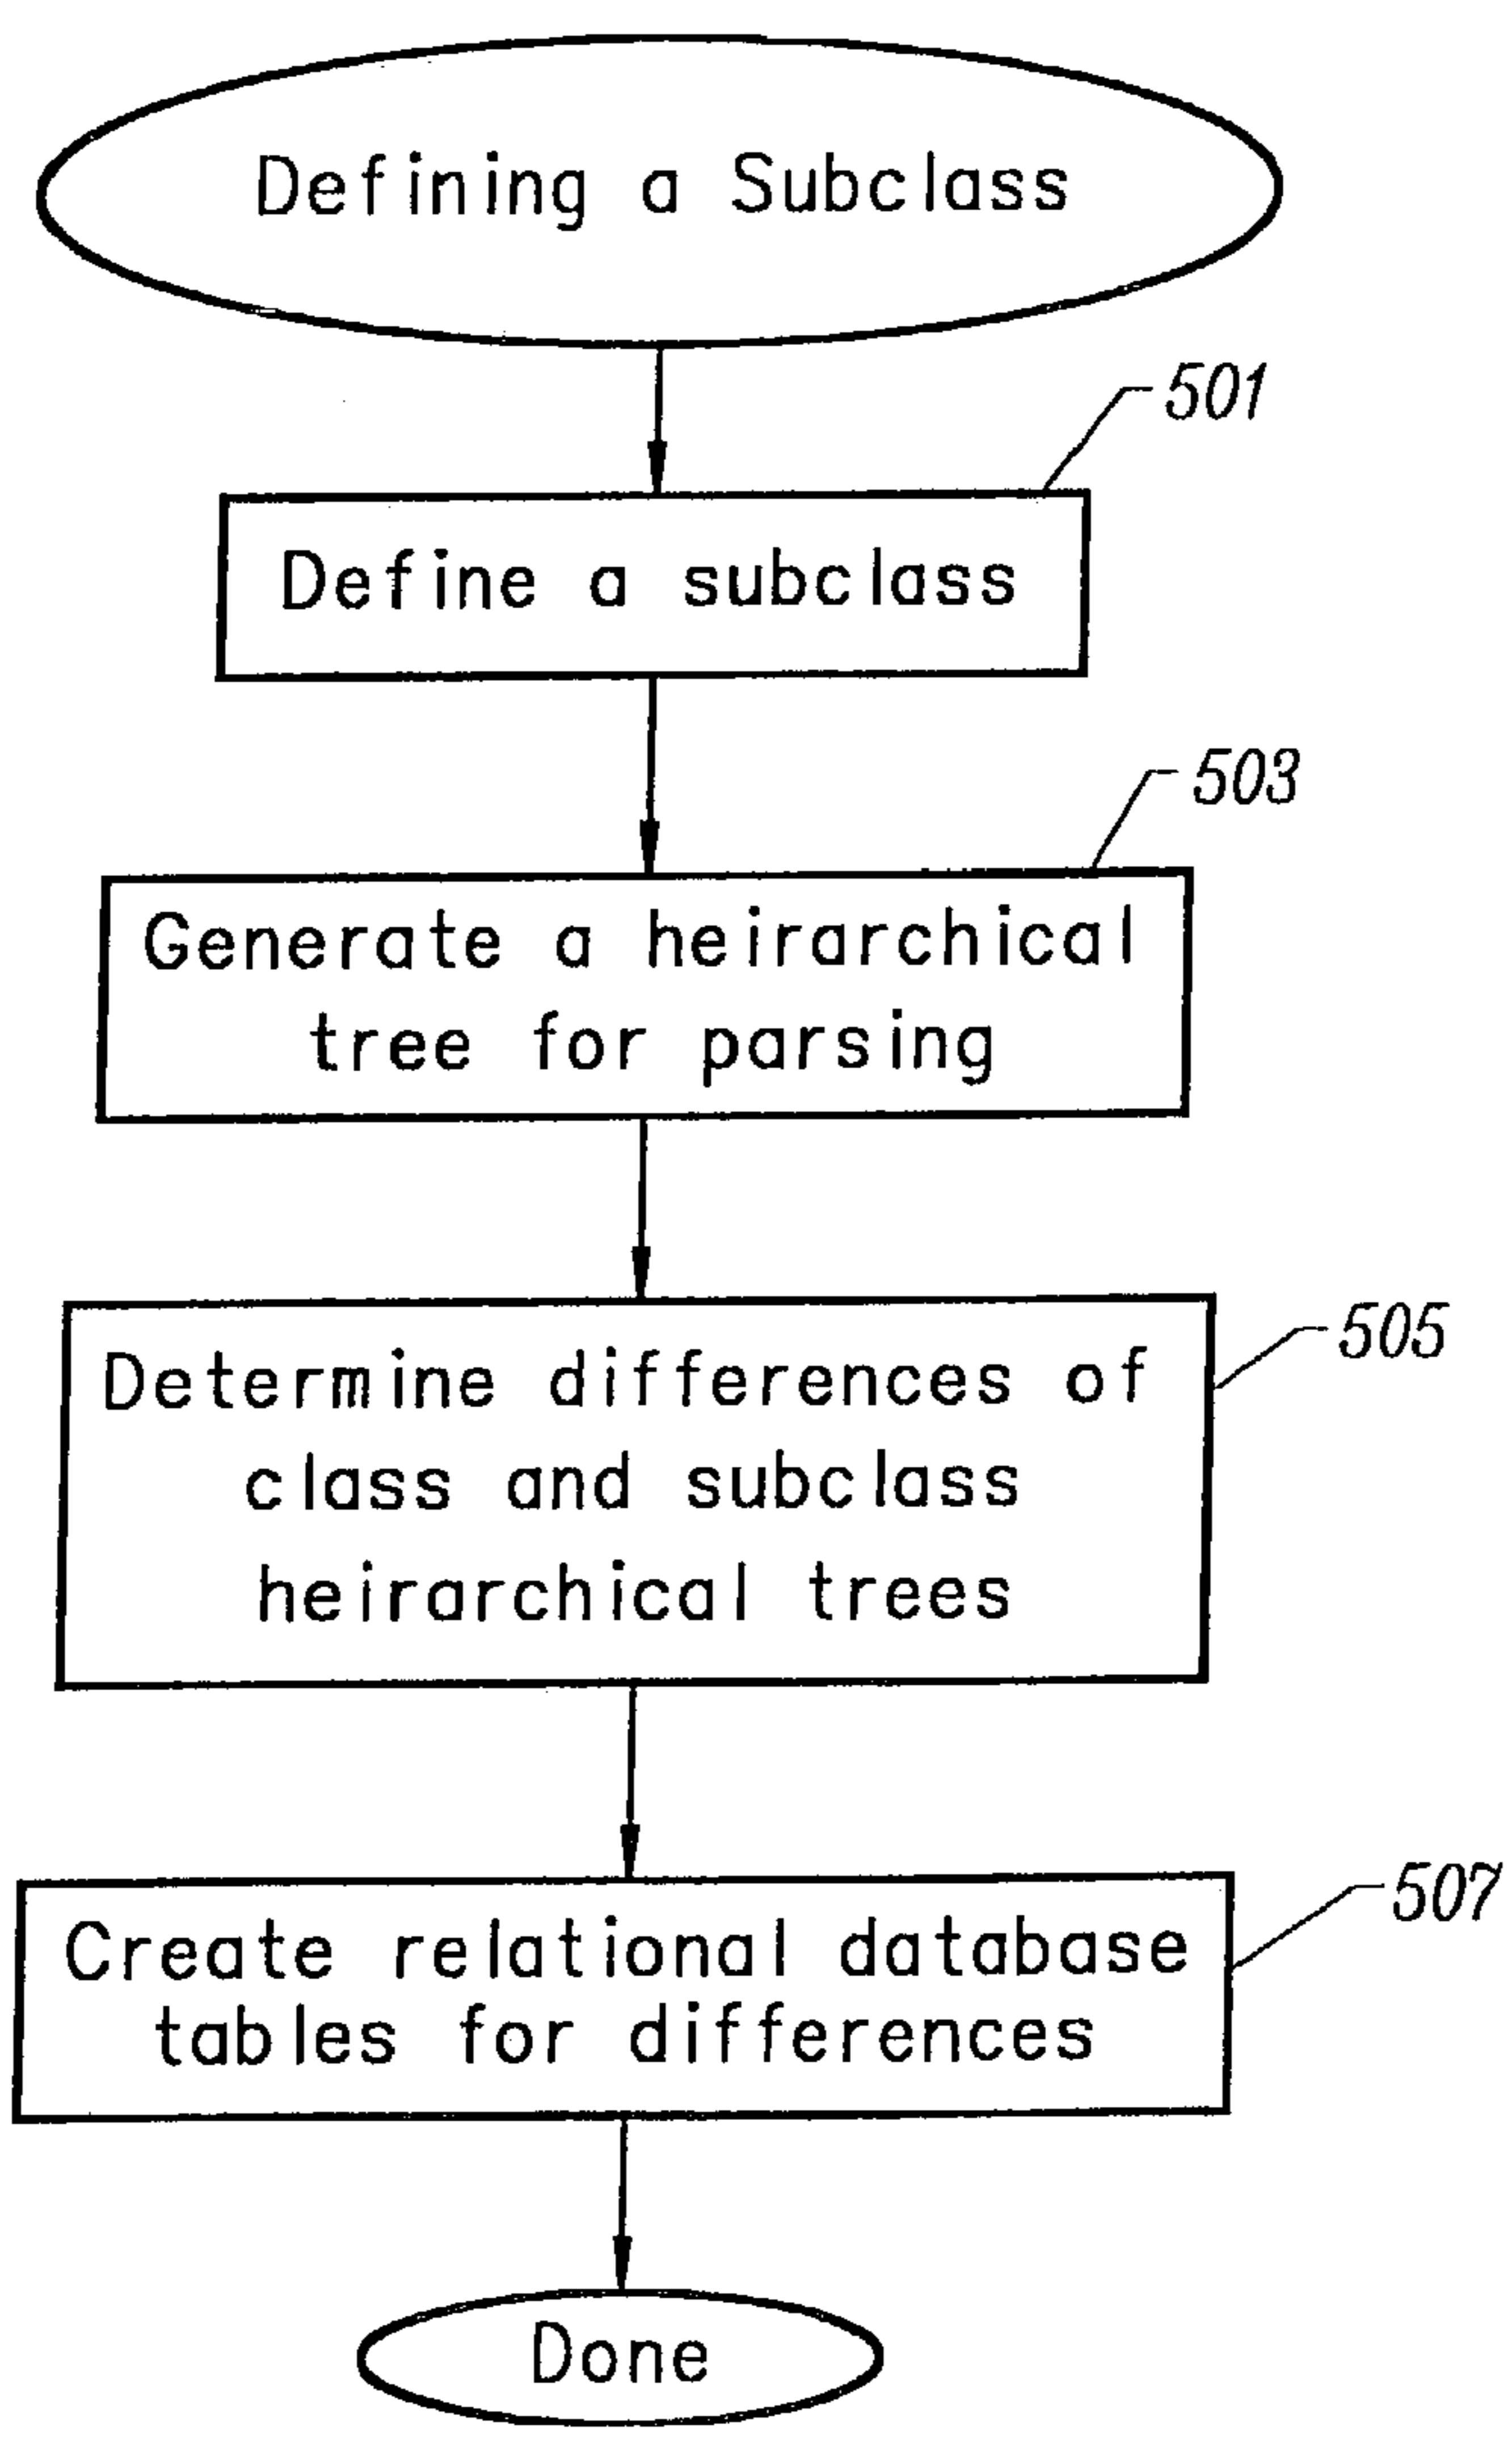 Defining a Subclass
501
Define a subclass
503
Generate a heirarchical
tree for parsing
505
Determine differences of
class and subclass
heirarchical trees
507
Create relational database
tables for differences
Done